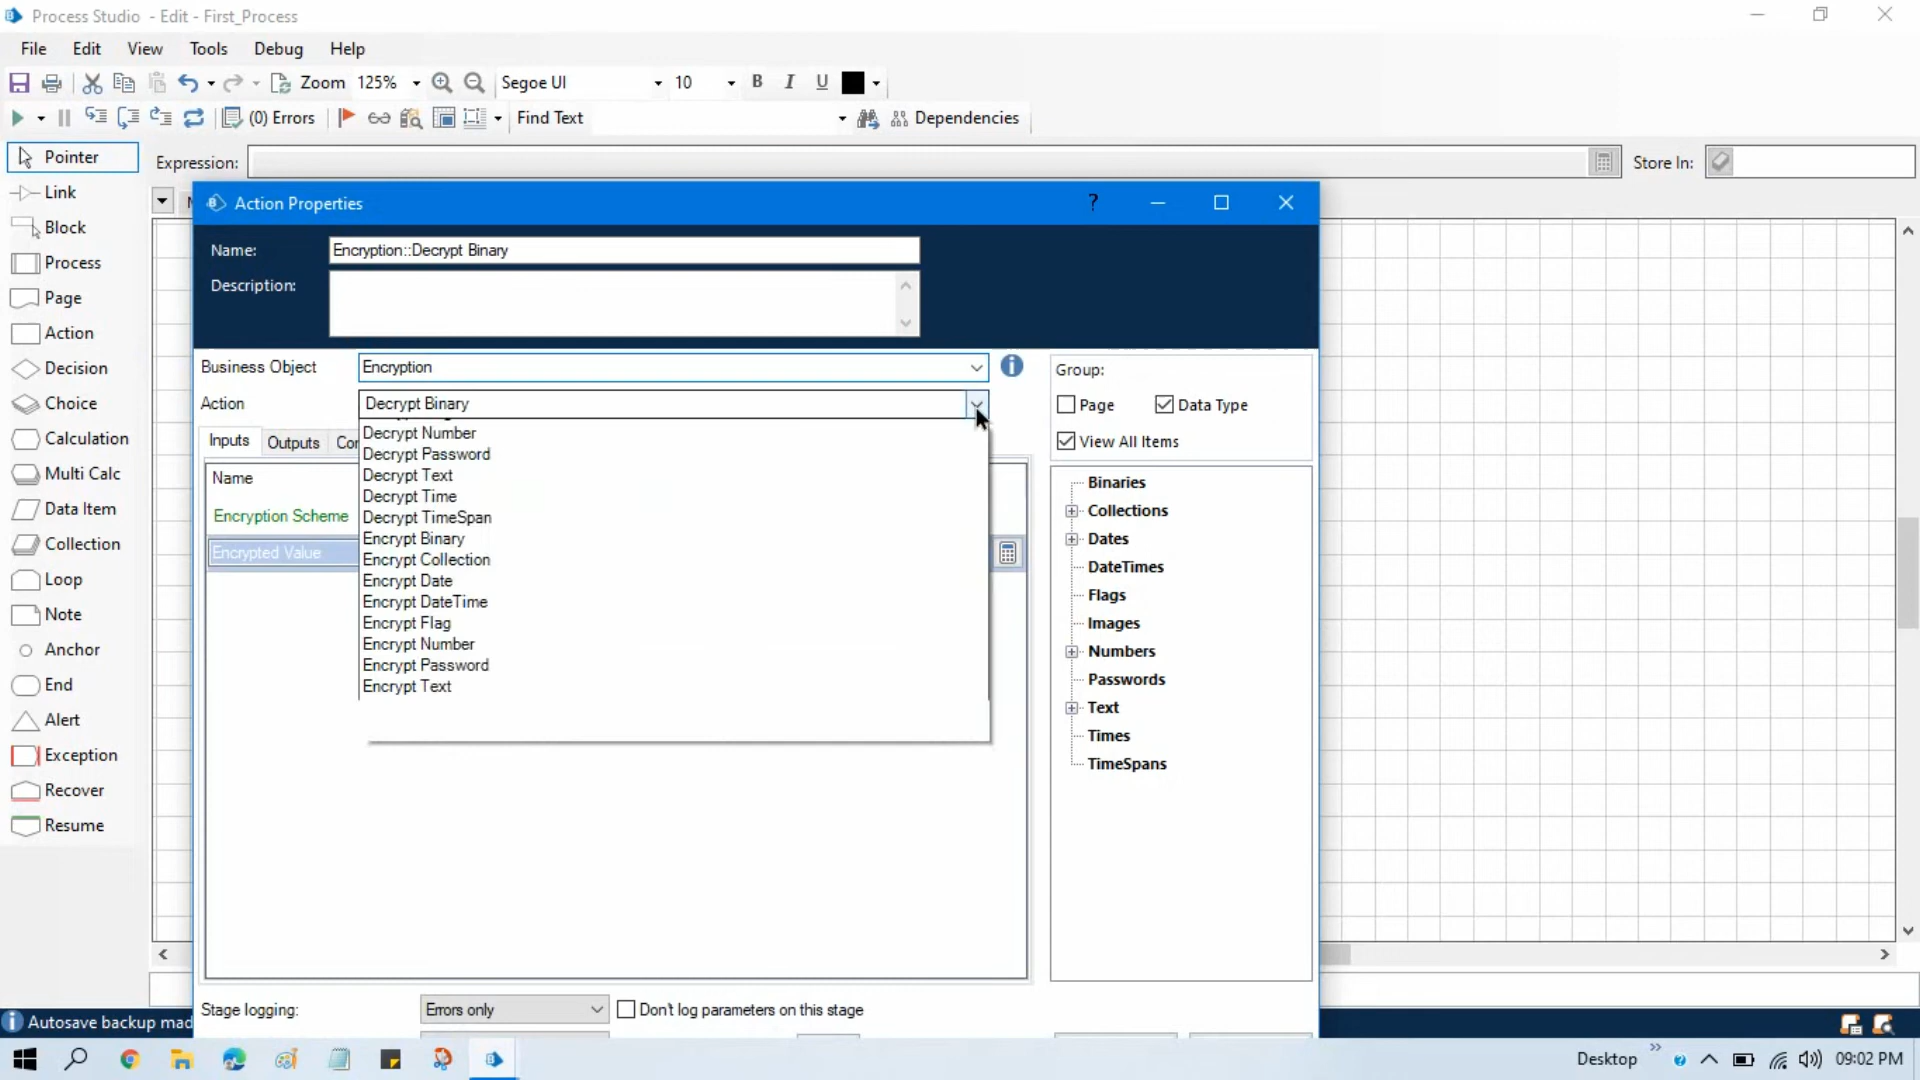 Process Studio - Edit - First_Process
File Edit View Tools Debug Help
Zoom 125% Segoe UI 10 B I U
(0) Errors Find Text Dependencies
Pointer
Expression:
Store In:
Link
Block
Process
Page
Action
Decision
Choice
Calculation
Multi Calc
Data Item
Collection
Loop
Note
Anchor
End
Alert
Exception
Recover
Resume
Action Properties
?
Name: Encryption::Decrypt Binary
Description:
Business Object Encryption
Action Decrypt Binary
Inputs Outputs Con
Name
Encryption Scheme
Encrypted Value
Decrypt Number
Decrypt Password
Decrypt Text
Decrypt Time
Decrypt TimeSpan
Encrypt Binary
Encrypt Collection
Encrypt Date
Encrypt DateTime
Encrypt Flag
Encrypt Number
Encrypt Password
Encrypt Text
Group:
Page Data Type
View All Items
Binaries
Collections
Dates
DateTimes
Flags
Images
Numbers
Passwords
Text
Times
TimeSpans
Stage logging: Errors only Don't log parameters on this stage
Autosave backup mad
Desktop 09:02 PM